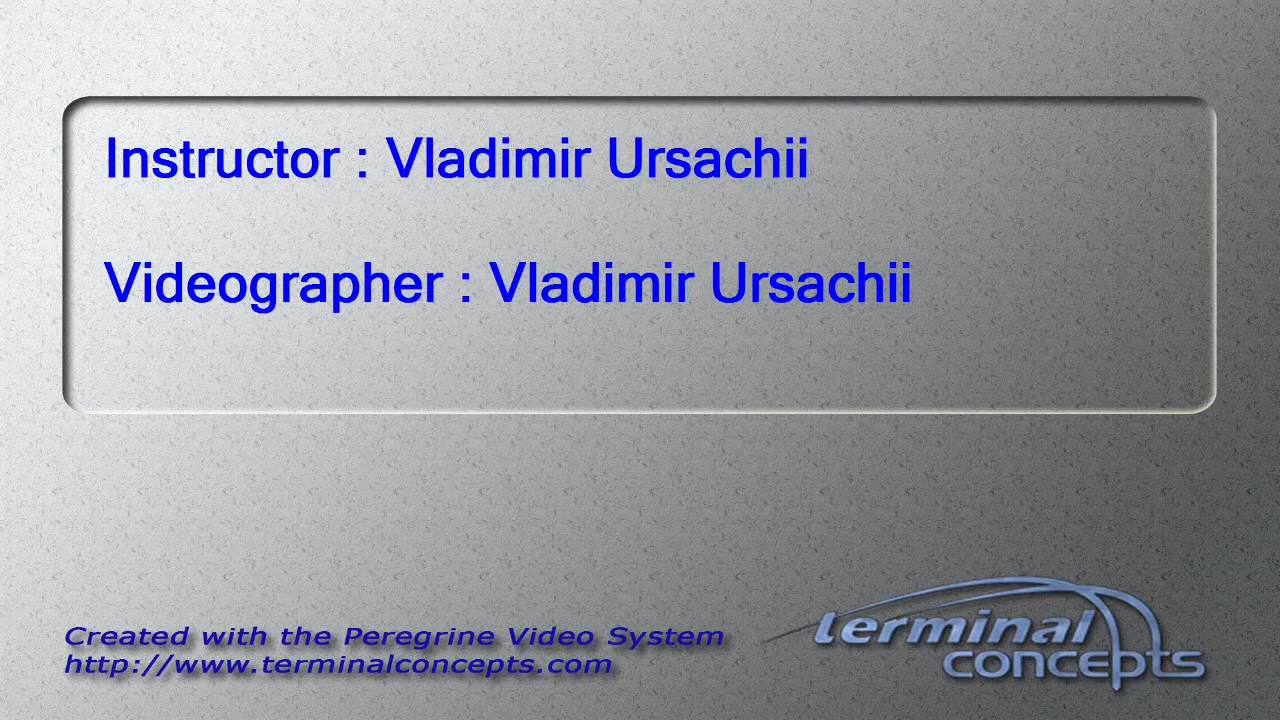 Instructor : Vladimir Ursachii
Videographer : Vladimir Ursachii
Created with the Peregrine Video System
http://www.terminalconcepts.com
terminal
concepts